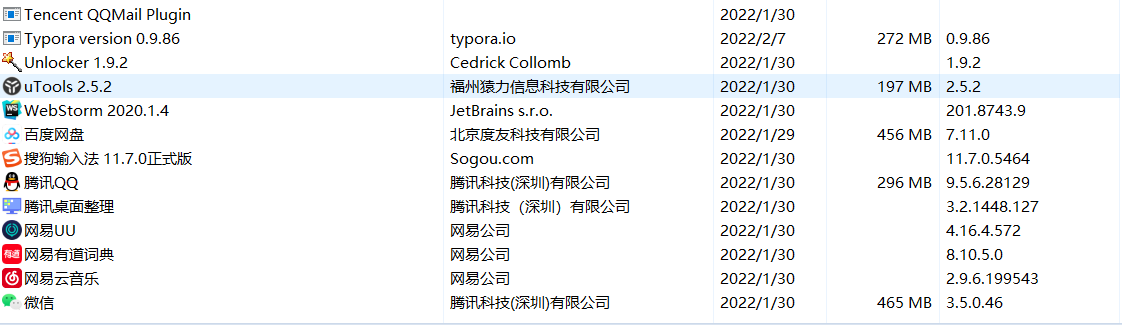 Tencent QQMail Plugin 2022/1/30
Typora version 0.9.86 typora.io 2022/2/7 272 MB 0.9.86
Unlocker 1.9.2 Cedrick Collomb 2022/1/30 1.9.2
uTools 2.5.2 福州猿力信息科技有限公司 2022/1/30 197 MB 2.5.2
WS WebStorm 2020.1.4 JetBrains s.r.o. 2022/1/30 201.8743.9
百度网盘 北京度友科技有限公司 2022/1/29 456 MB 7.11.0
搜狗输入法 11.7.0正式版 Sogou.com 2022/1/30 11.7.0.5464
腾讯QQ 腾讯科技(深圳)有限公司 2022/1/30 296 MB 9.5.6.28129
腾讯桌面整理 腾讯科技（深圳）有限公司 2022/1/30 3.2.1448.127
网易UU 网易公司 2022/1/30 4.16.4.572
有道 网易有道词典 网易公司 2022/1/30 8.10.5.0
网易云音乐 网易公司 2022/1/30 2.9.6.199543
微信 腾讯科技(深圳)有限公司 2022/1/30 465 MB 3.5.0.46